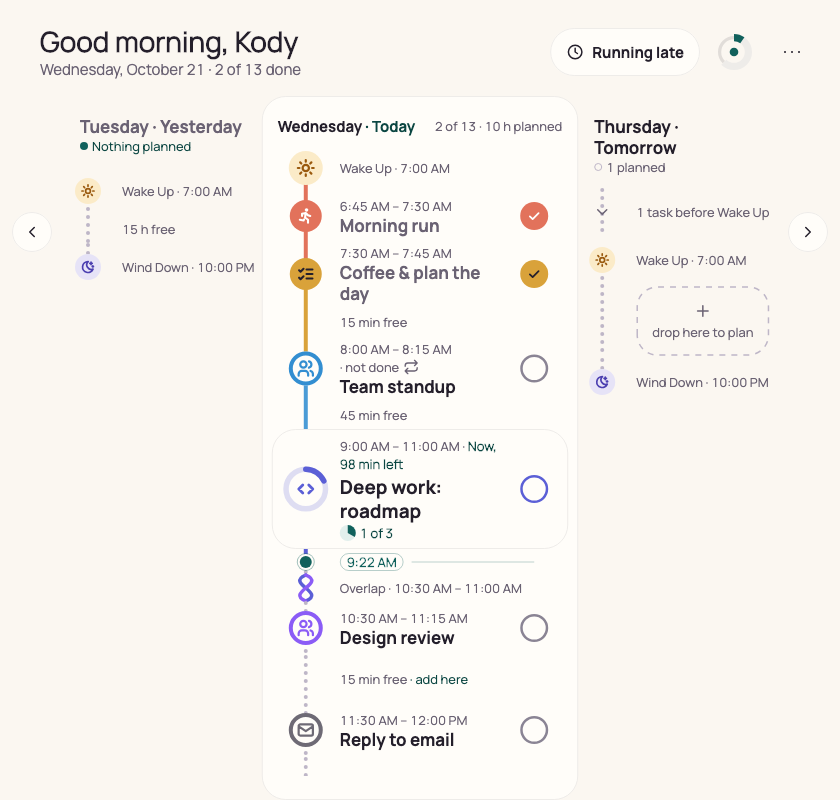 Good morning, Kody
Wednesday, October 21 · 2 of 13 done
Running late
Tuesday · Yesterday
Nothing planned
Wake Up · 7:00 AM
15 h free
Wind Down · 10:00 PM
Wednesday · Today
2 of 13 · 10 h planned
Wake Up · 7:00 AM
6:45 AM – 7:30 AM
Morning run
7:30 AM – 7:45 AM
Coffee & plan the
day
15 min free
8:00 AM – 8:15 AM
· not done
Team standup
45 min free
9:00 AM – 11:00 AM · Now,
98 min left
Deep work:
roadmap
1 of 3
9:22 AM
Overlap · 10:30 AM – 11:00 AM
10:30 AM – 11:15 AM
Design review
15 min free · add here
11:30 AM – 12:00 PM
Reply to email
Thursday ·
Tomorrow
1 planned
1 task before Wake Up
Wake Up · 7:00 AM
drop here to plan
Wind Down · 10:00 PM